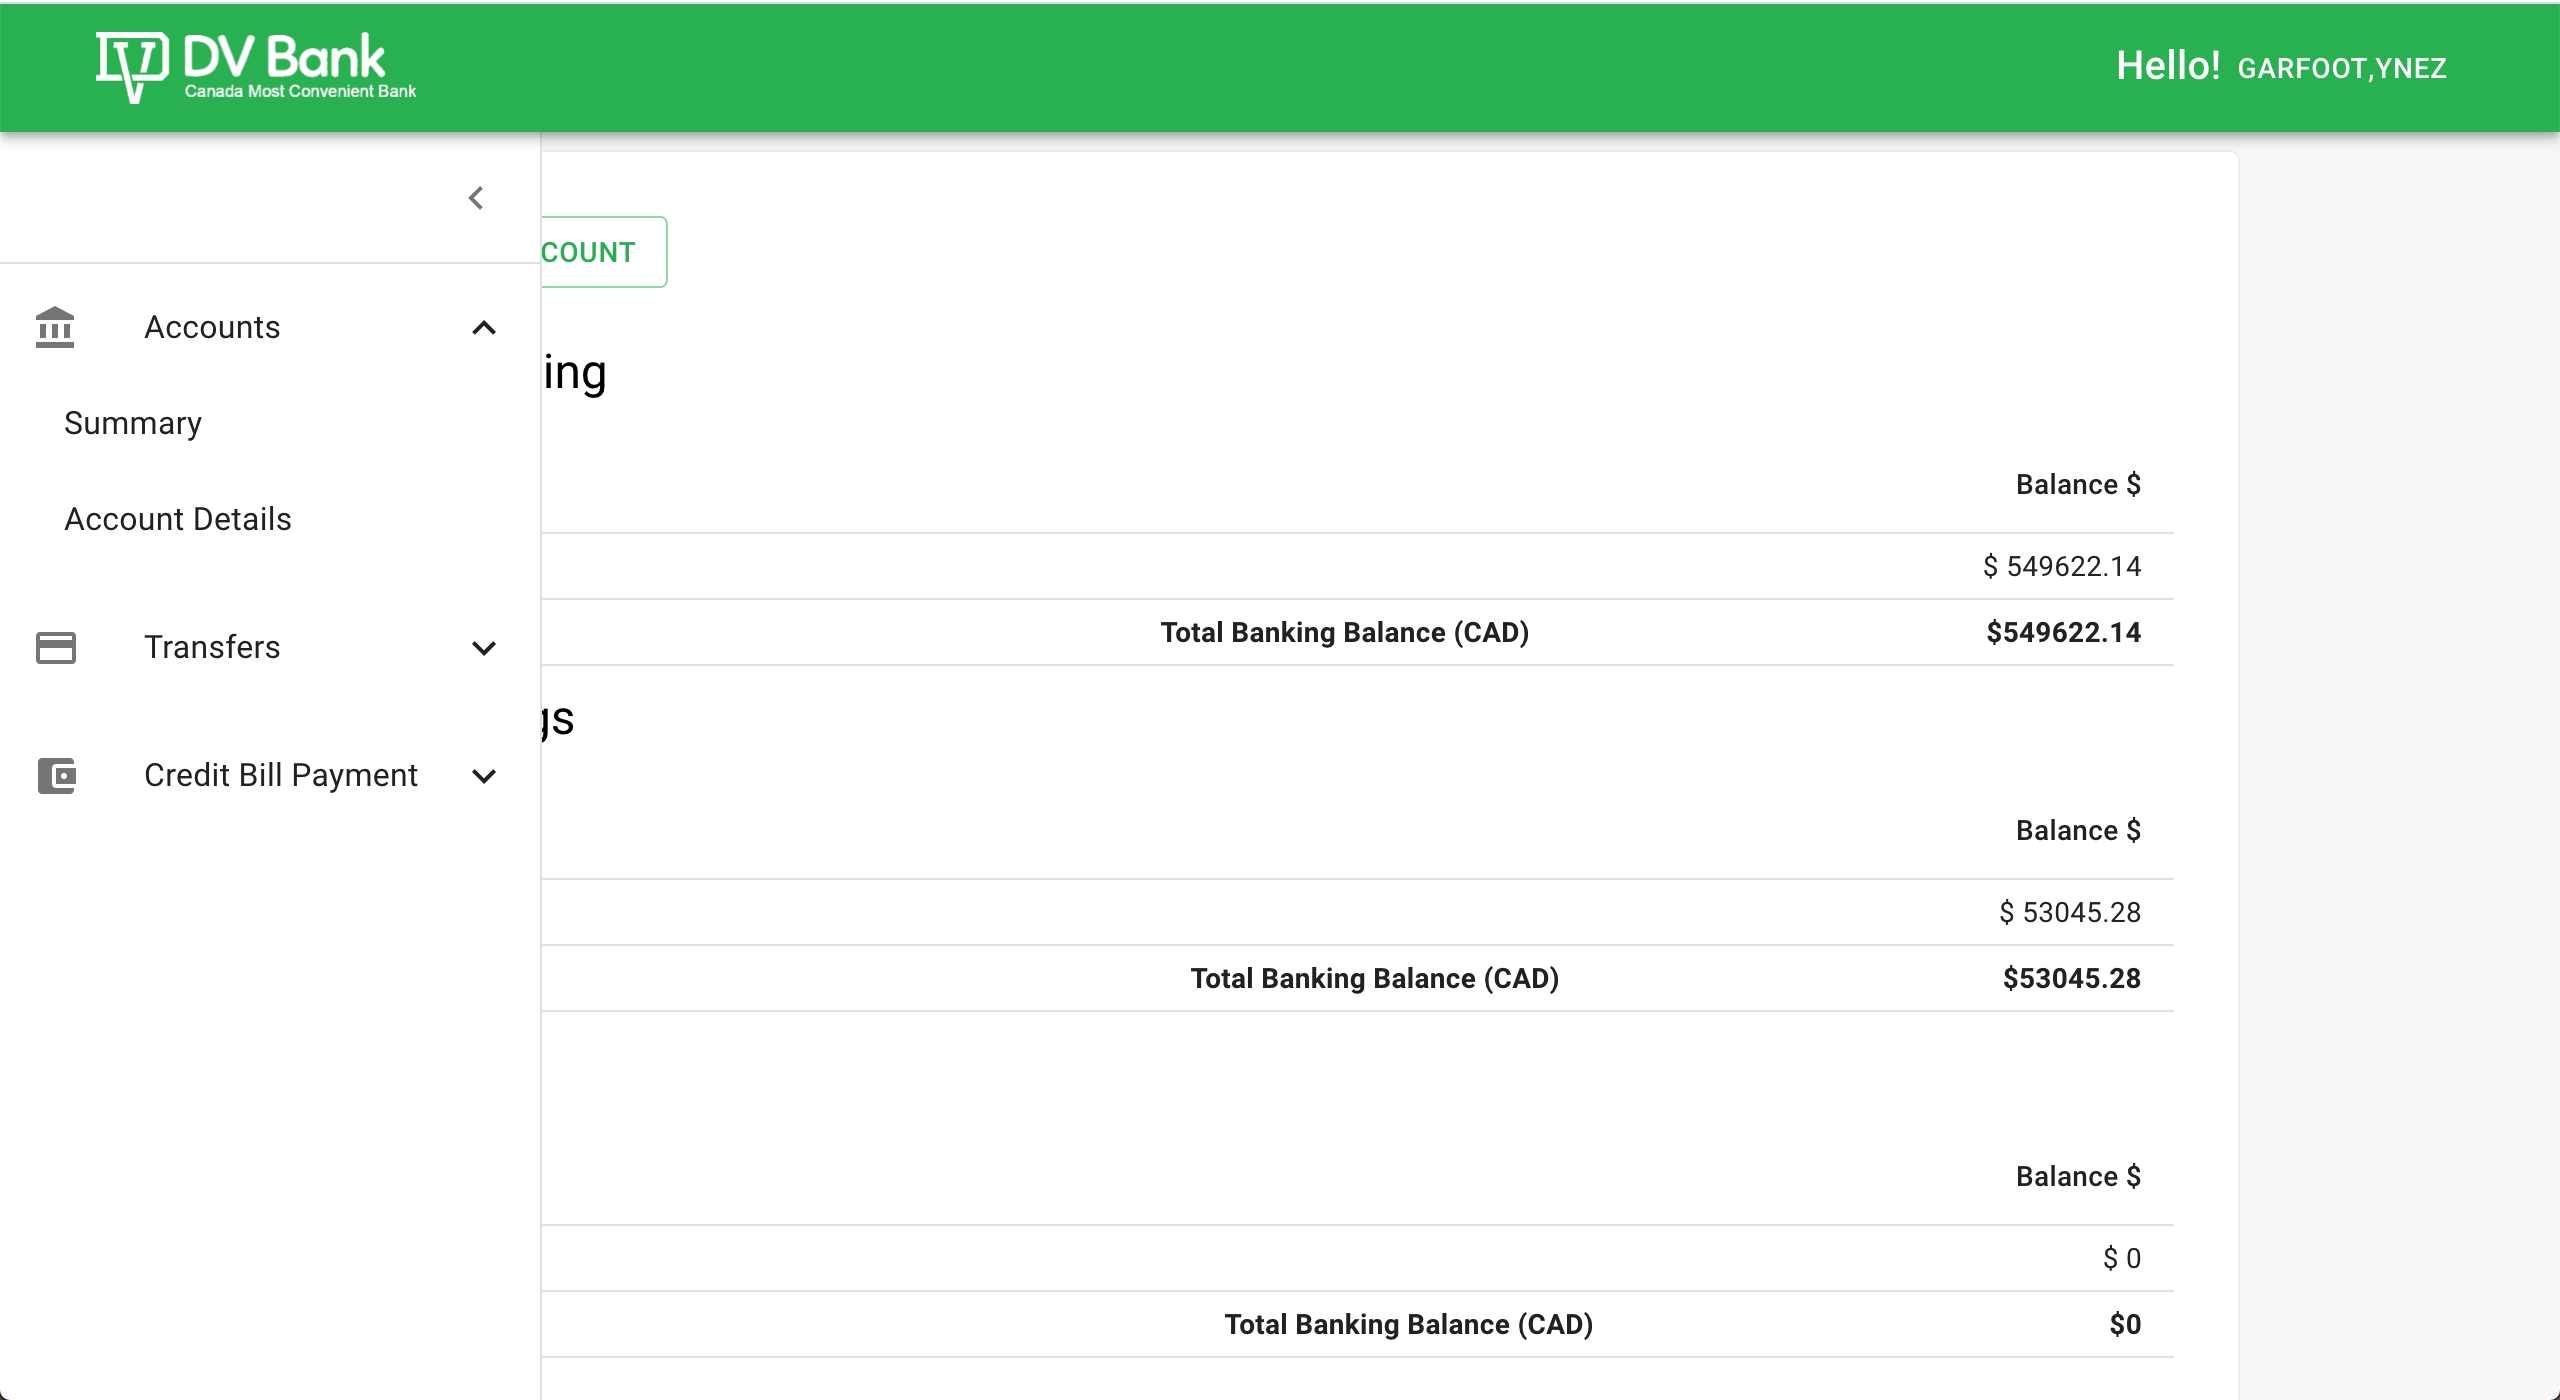 DV Bank
Canada Most Convenient Bank
Hello! GARFOOT,YNEZ
COUNT
Accounts
ing
Summary
Balance $
Account Details
$ 549622.14
Total Banking Balance (CAD) $549622.14
Transfers
gs
Credit Bill Payment
Balance $
$ 53045.28
Total Banking Balance (CAD) $53045.28
Balance $
$ 0
Total Banking Balance (CAD) $0